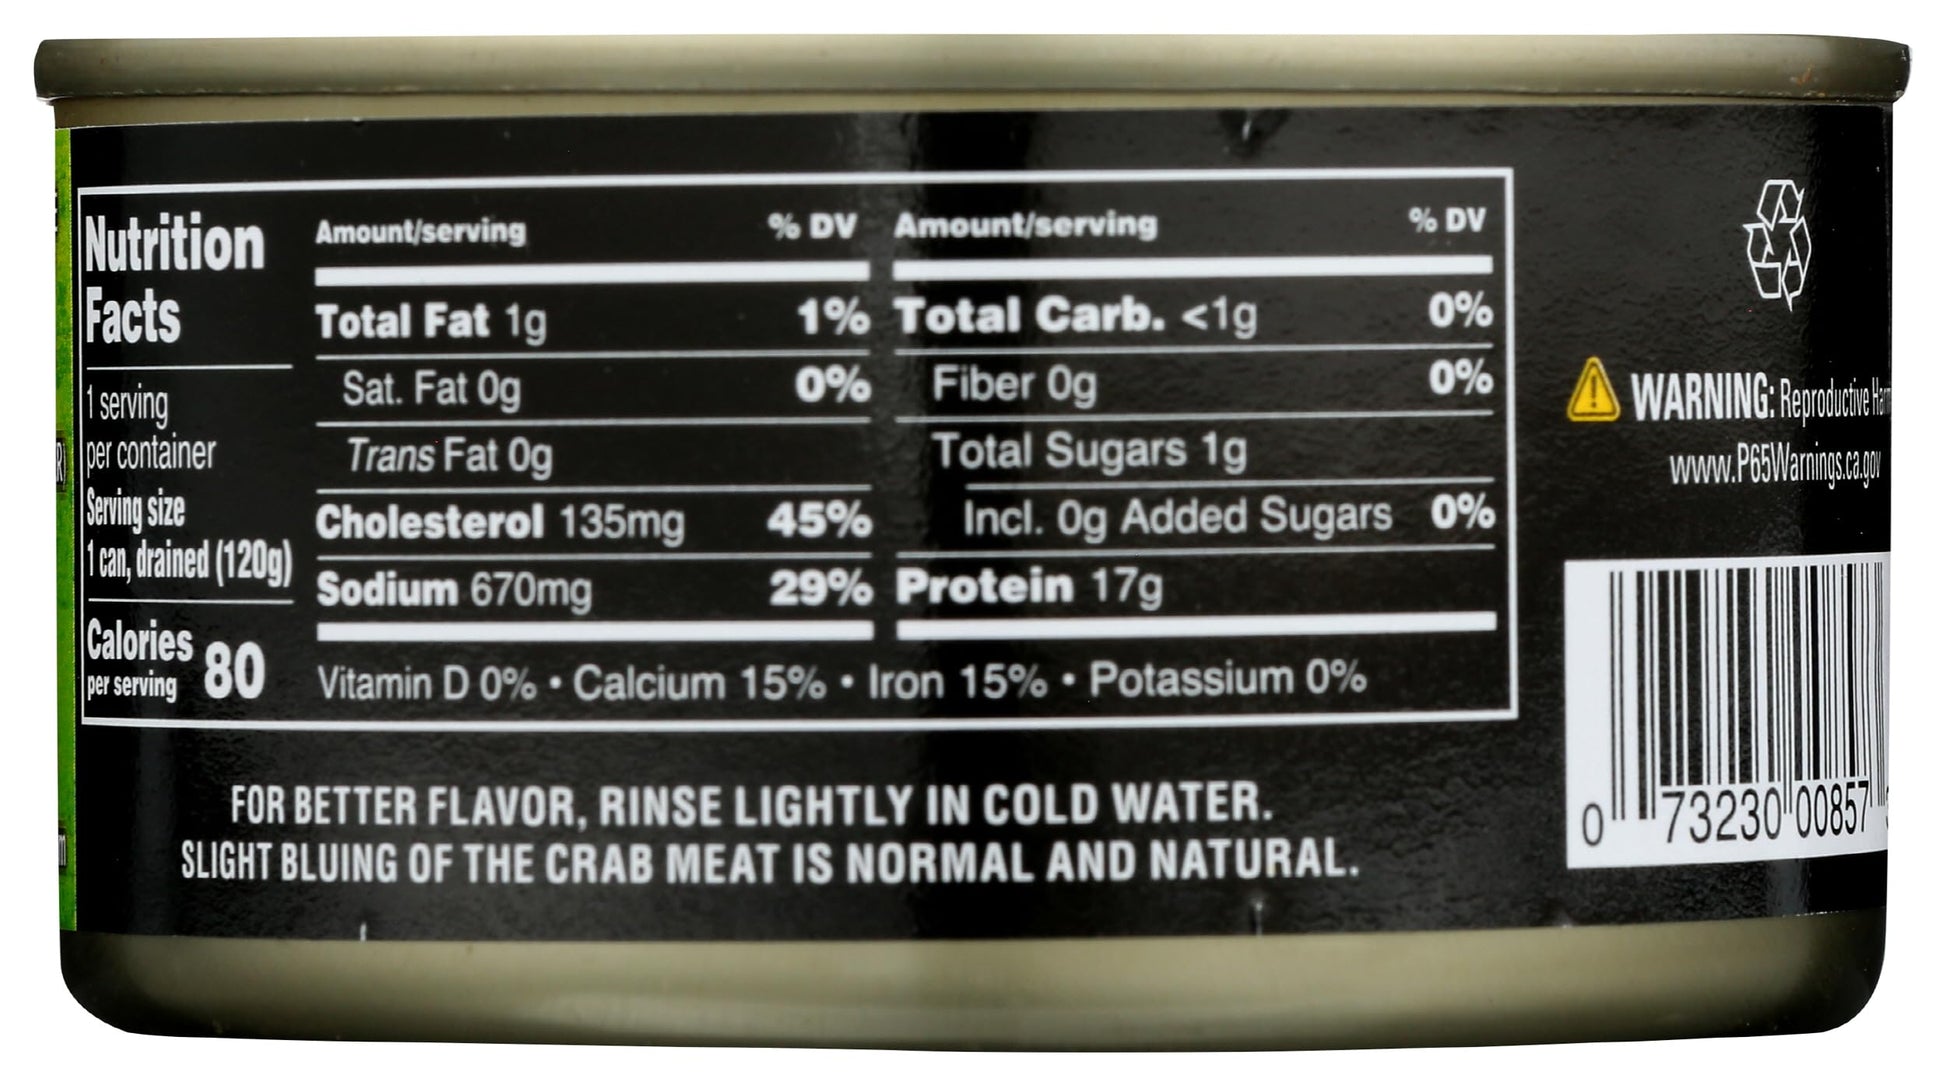 Nutrition
Facts
1 serving
per container
Serving size
1 can, drained (120g)
Calories
per serving
80
Amount/serving % DV
Total Fat 1g 1%
Sat. Fat 0g 0%
Trans Fat 0g
Cholesterol 135mg 45%
Sodium 670mg 29%
Amount/serving % DV
Total Carb. <1g 0%
Fiber 0g 0%
Total Sugars 1g
Incl. 0g Added Sugars 0%
Protein 17g
Vitamin D 0% • Calcium 15% • Iron 15% • Potassium 0%
FOR BETTER FLAVOR, RINSE LIGHTLY IN COLD WATER.
SLIGHT BLUING OF THE CRAB MEAT IS NORMAL AND NATURAL.
WARNING: Reproductive Harm
www.P65Warnings.ca.gov
0 73230 00857